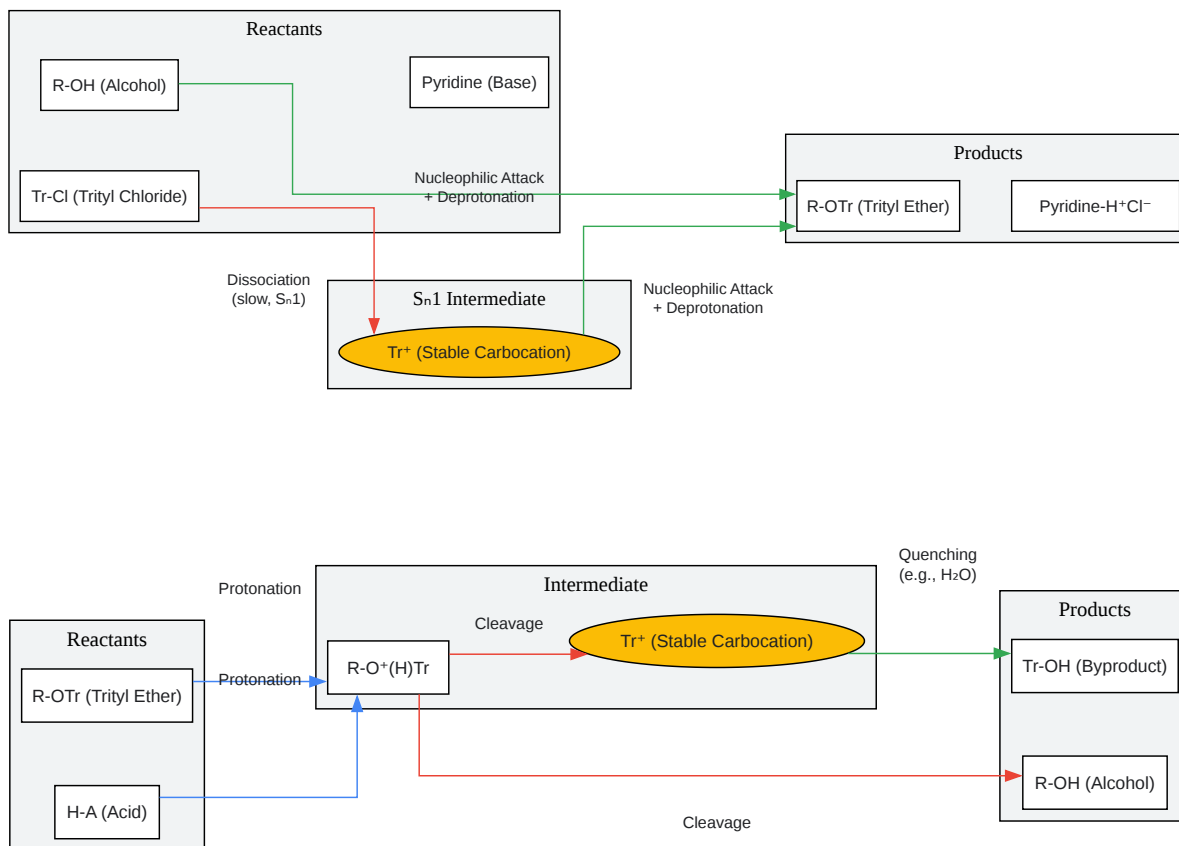 Reactants
R-OH (Alcohol)
Pyridine (Base)
Tr-Cl (Trityl Chloride)
Nucleophilic Attack
+ Deprotonation
Products
R-OTr (Trityl Ether)
Pyridine-H⁺Cl⁻
Dissociation
(slow, Sₙ1)
Sₙ1 Intermediate
Tr⁺ (Stable Carbocation)
Nucleophilic Attack
+ Deprotonation
Quenching
(e.g., H₂O)
Protonation
Intermediate
Reactants
Products
Cleavage
Tr⁺ (Stable Carbocation)
R-O⁺(H)Tr
Tr-OH (Byproduct)
R-OTr (Trityl Ether)
Protonation
R-OH (Alcohol)
H-A (Acid)
Cleavage